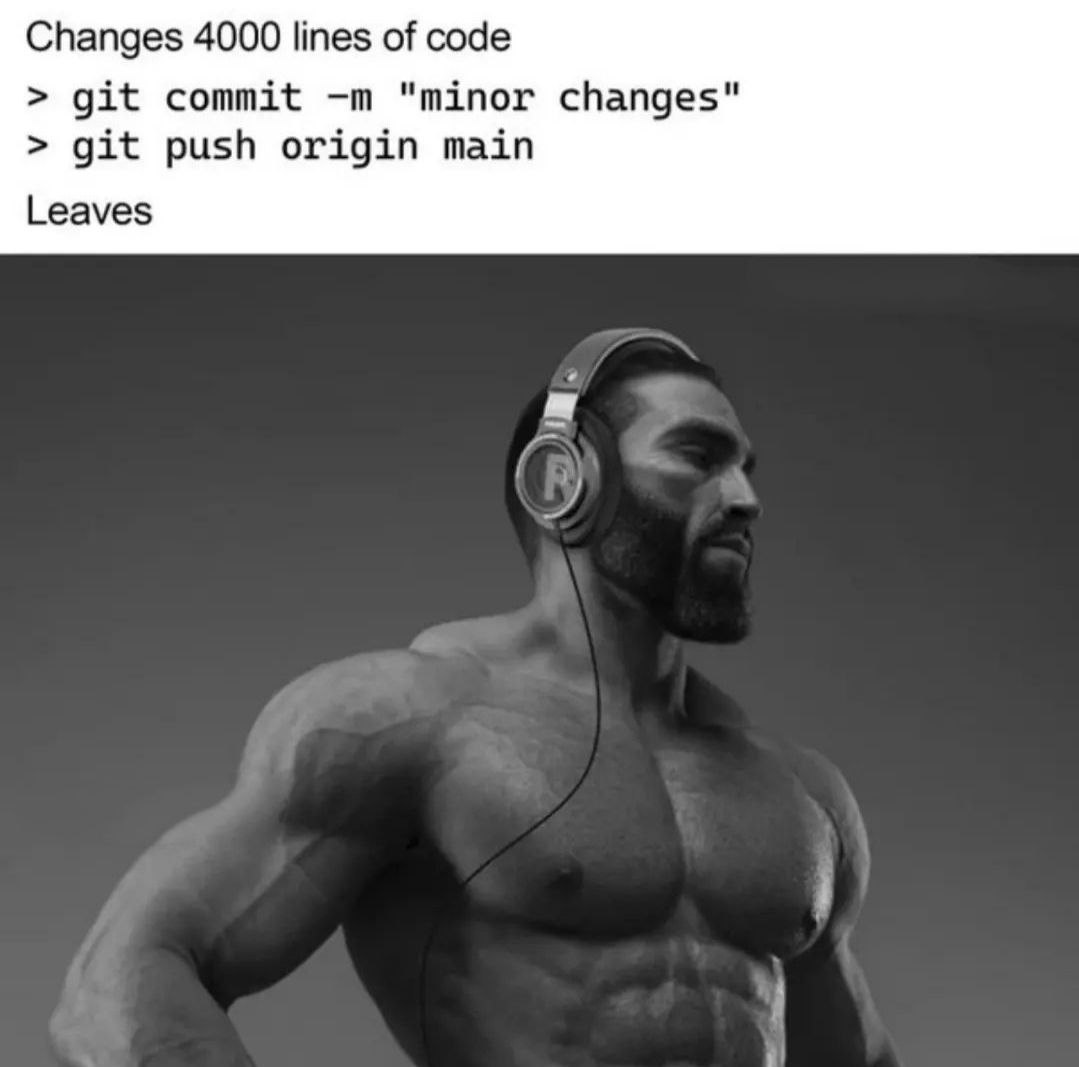 Changes 4000 lines of code
> git commit -m "minor changes"
> git push origin main
Leaves
R